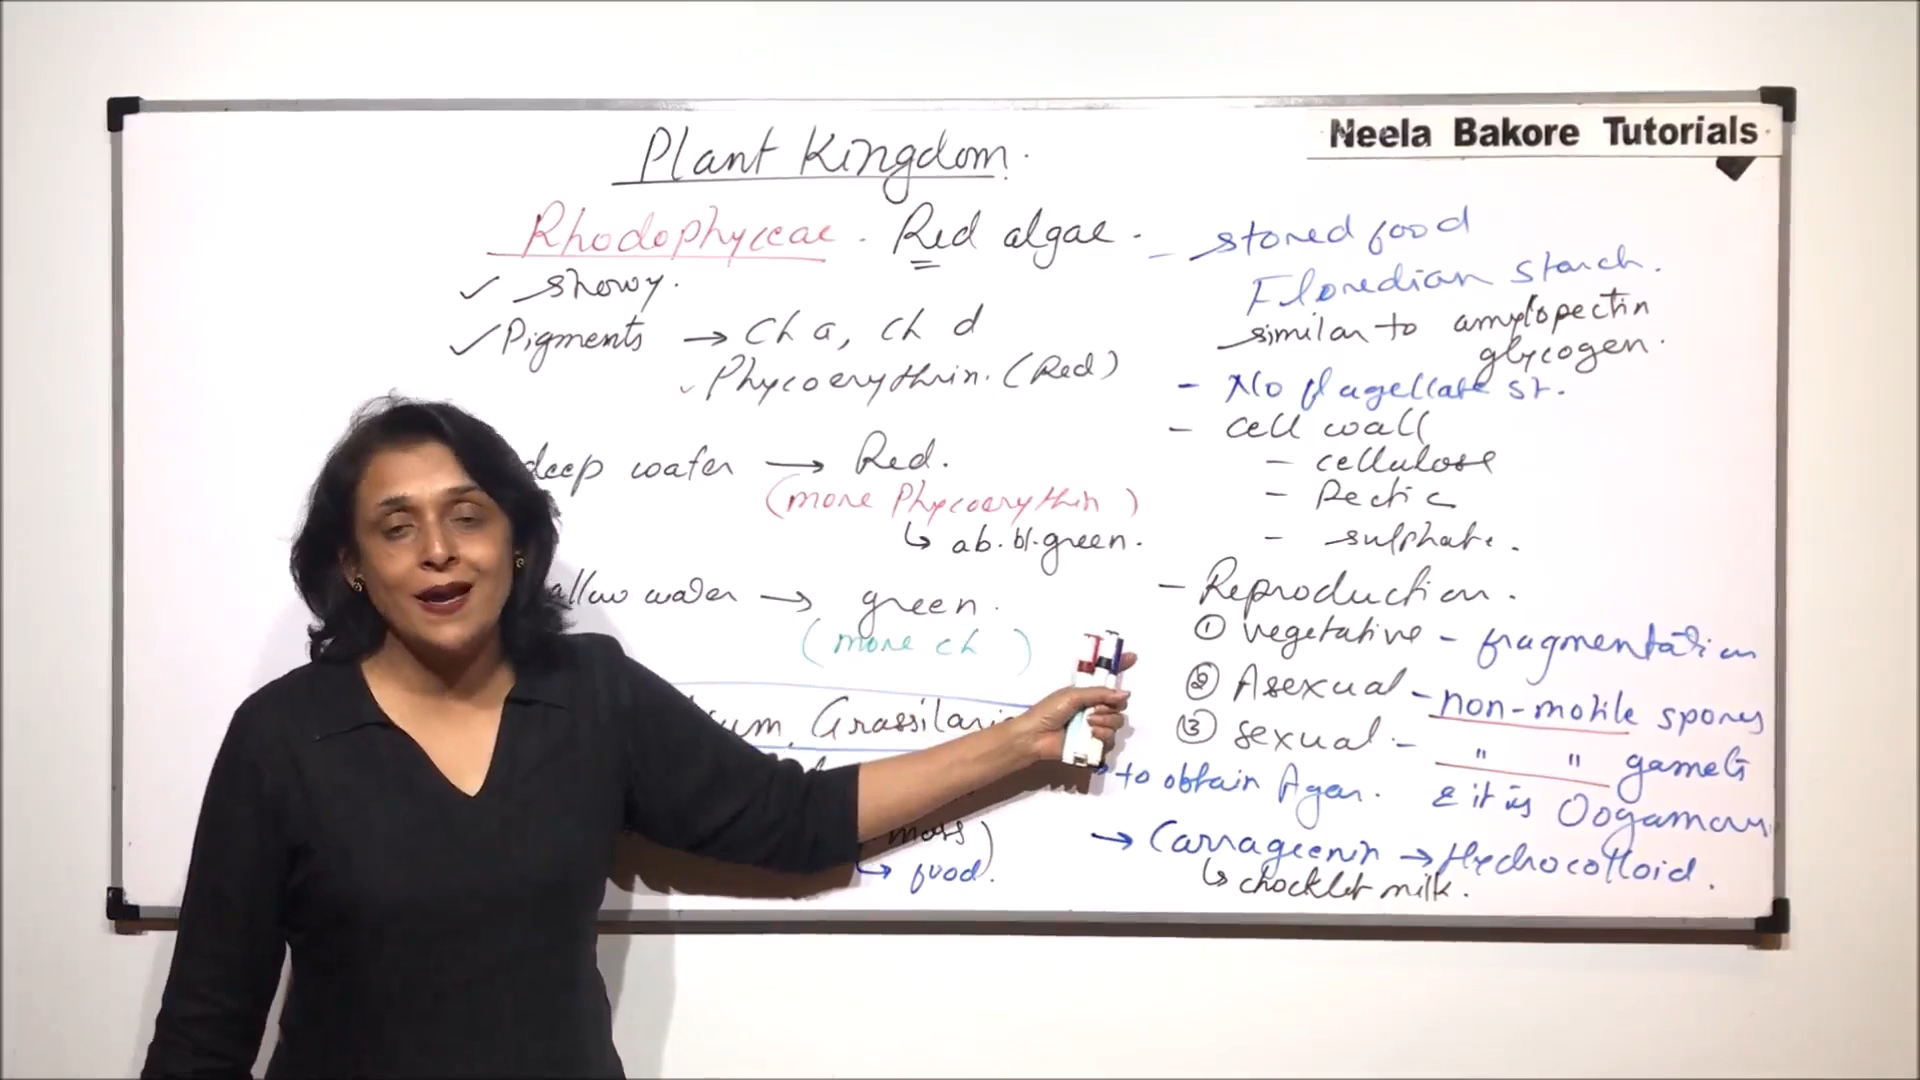 Neela Bakore Tutorials
Plant Kingdom.
Rhodophyceae. Red algae.
✓ showy.
✓ Pigments → Ch a, Ch d
✓ Phycoerythrin. (Red)
deep water → Red.
(more Phycoerythrin)
↳ ab. bl. green.
water → green.
(more ch)
Grassilaria
moss)
↳ food.
- stored food
Floredian starch.
similar to amylopectin
glycogen.
- No flagellate st.
- cell wall
- cellulose
- Pectic
- sulphate.
- Reproduction.
① vegetative - fragmentation
② Asexual - non-motile spores
③ sexual - " " gamets
& it is Oogamous
→ to obtain Agar.
→ Carrageenin → Hydrocolloid.
↳ chocklet milk.